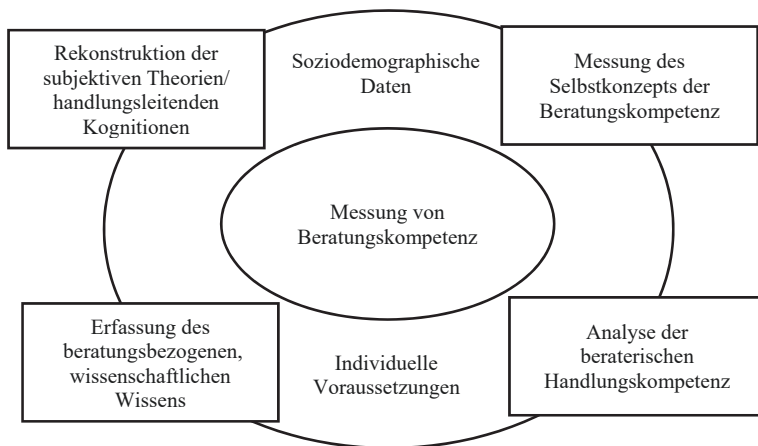 Rekonstruktion der
subjektiven Theorien/
handlungsleitenden
Kognitionen
Soziodemographische
Daten
Messung des
Selbstkonzepts der
Beratungskompetenz
Messung von
Beratungskompetenz
Erfassung des
beratungsbezogenen,
wissenschaftlichen
Wissens
Individuelle
Voraussetzungen
Analyse der
beraterischen
Handlungskompetenz